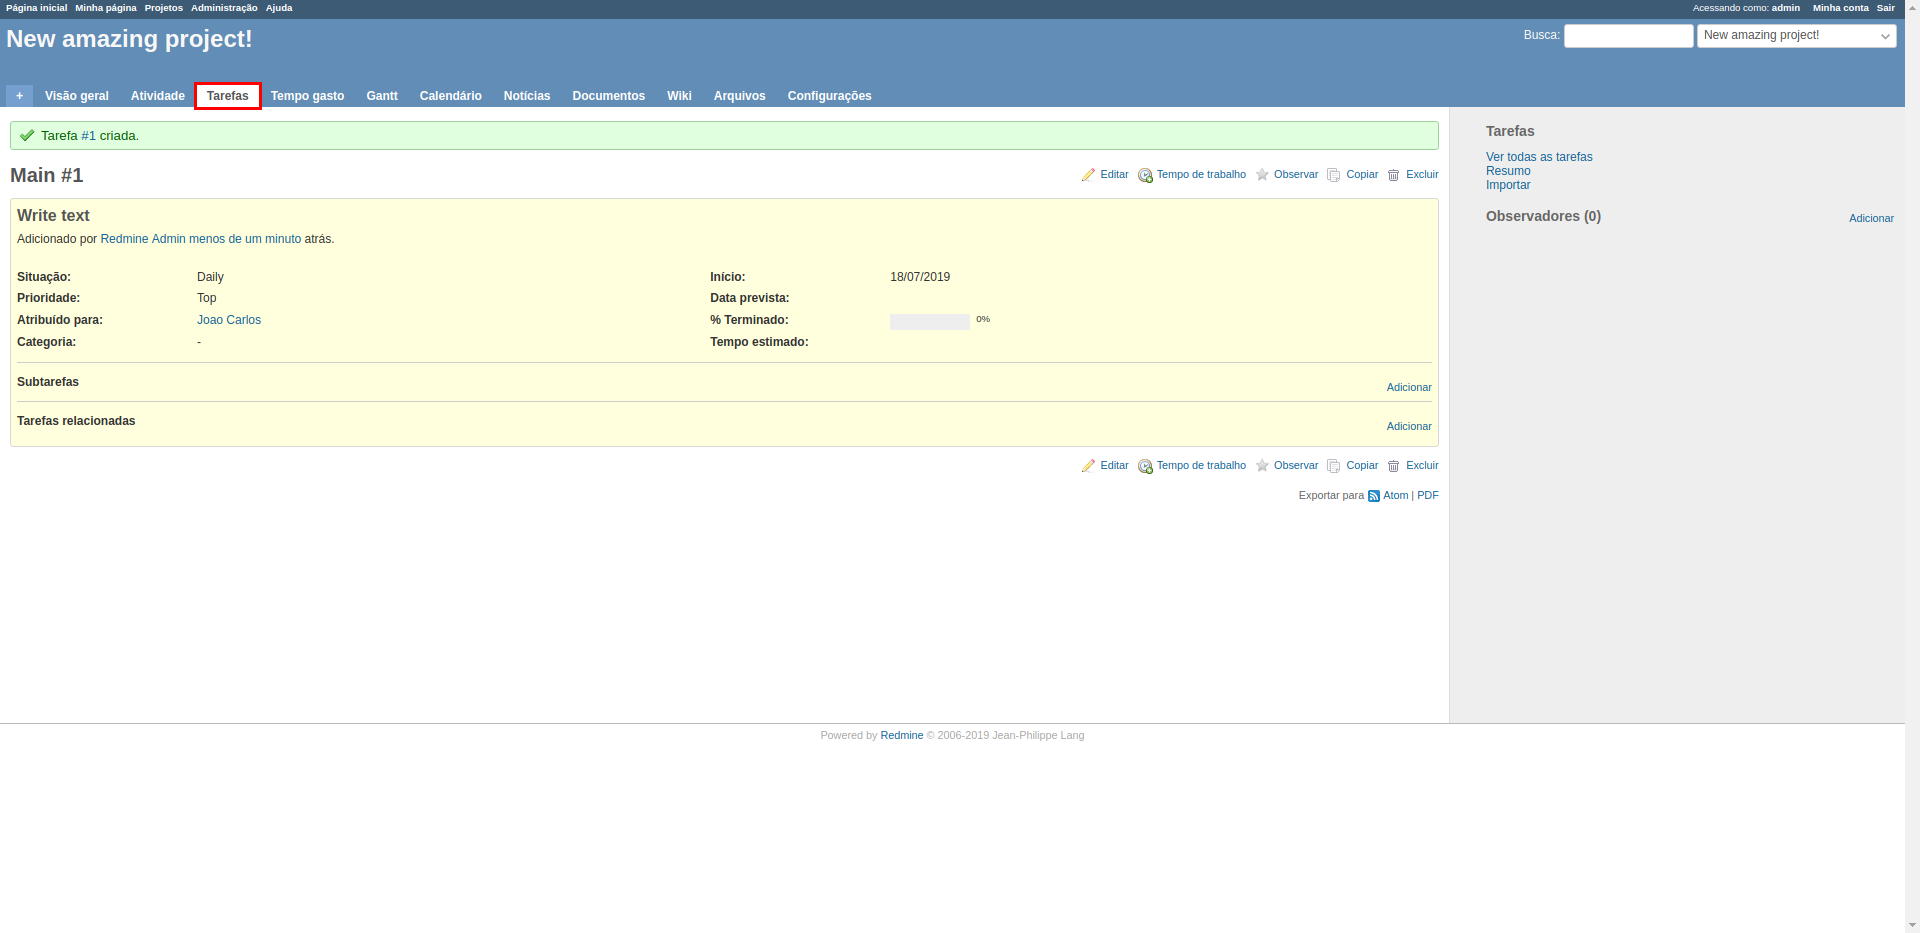 Página inicial Minha página Projetos Administração Ajuda Acessando como: admin Minha conta Sair
New amazing project! Busca: New amazing project!
+ Visão geral Atividade Tarefas Tempo gasto Gantt Calendário Notícias Documentos Wiki Arquivos Configurações
Tarefa #1 criada.
Main #1 Editar Tempo de trabalho Observar Copiar Excluir
Write text
Adicionado por Redmine Admin menos de um minuto atrás.
Situação: Daily Início: 18/07/2019
Prioridade: Top Data prevista:
Atribuído para: Joao Carlos % Terminado: 0%
Categoria: - Tempo estimado:
Subtarefas Adicionar
Tarefas relacionadas Adicionar
Editar Tempo de trabalho Observar Copiar Excluir
Exportar para Atom | PDF
Tarefas
Ver todas as tarefas
Resumo
Importar
Observadores (0) Adicionar
Powered by Redmine © 2006-2019 Jean-Philippe Lang